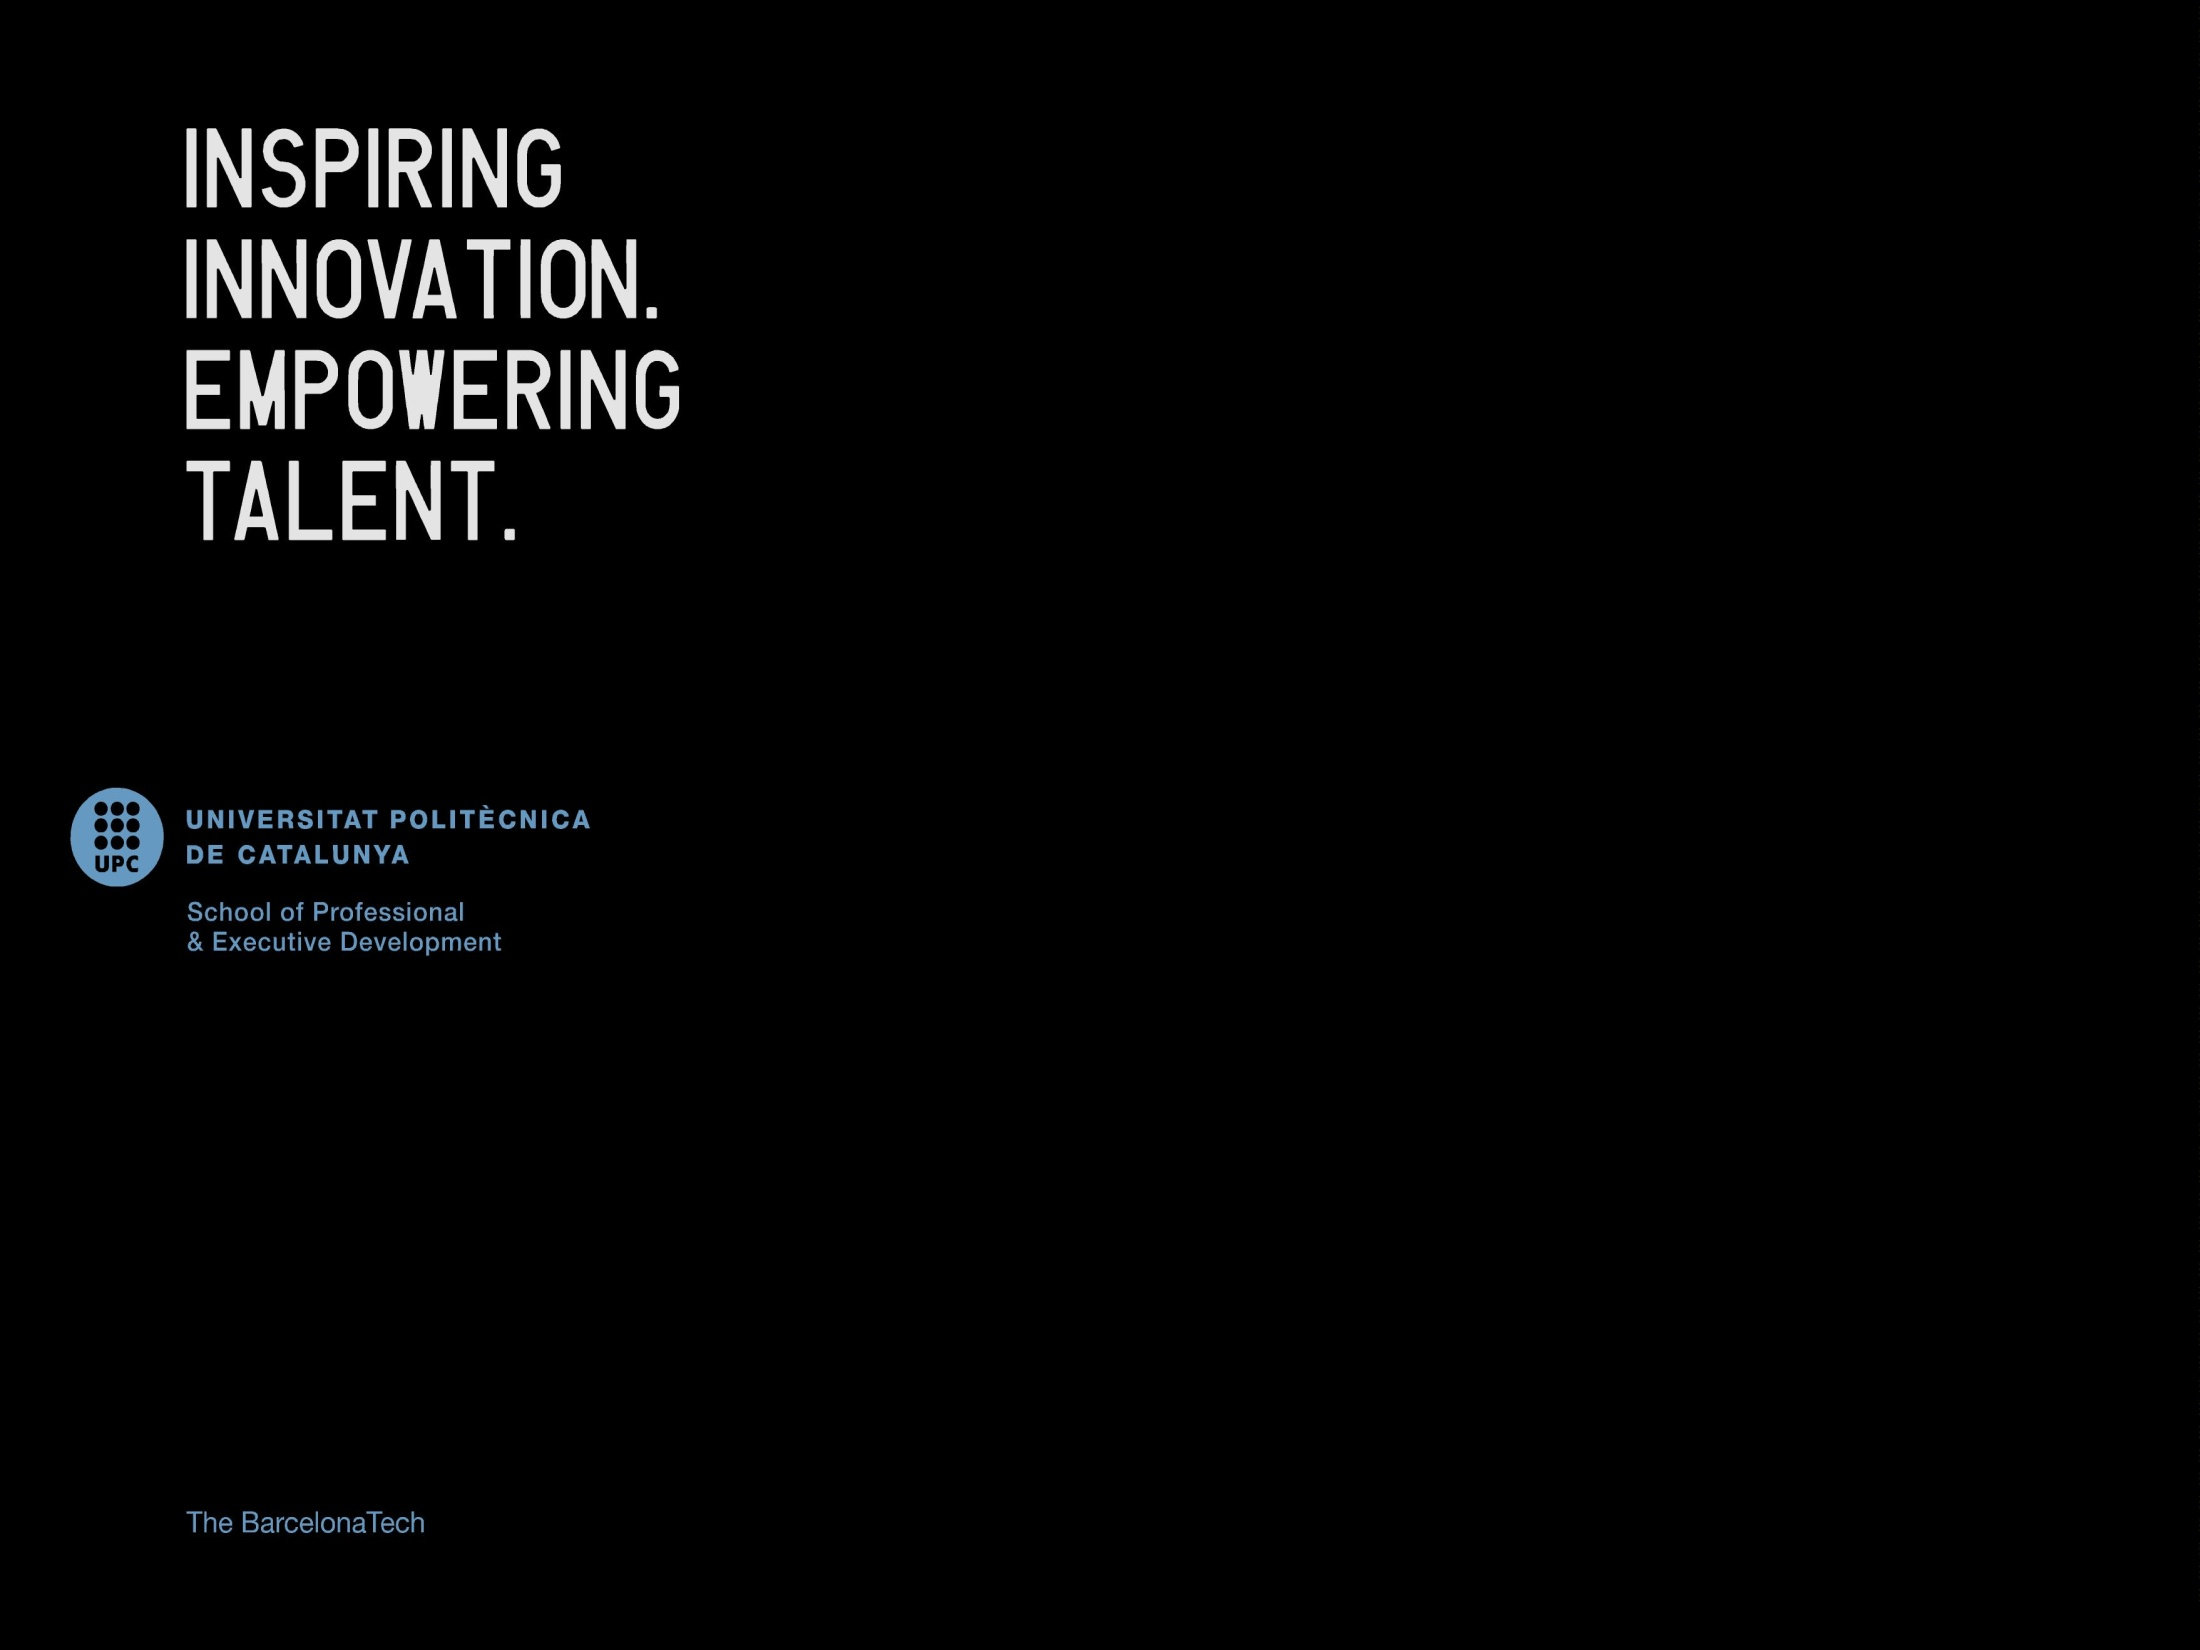 INSPIRING
INNOVATION.
EMPOWERING
TALENT.
UPC
UNIVERSITAT POLITÈCNICA
DE CATALUNYA
School of Professional
& Executive Development
The BarcelonaTech